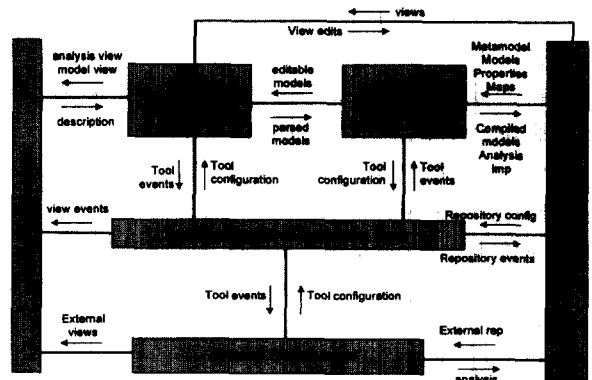 views
View edits
analysis view
model view
description
editable
models
parsed
models
Metamodel
Models
Properties
Maps
Compiled
models
Analysis
Imp
Tool
events
Tool
configuration
Tool
configuration
Tool
events
view events
Repository config
Repository events
Tool events
Tool configuration
External
views
External rep
analysis